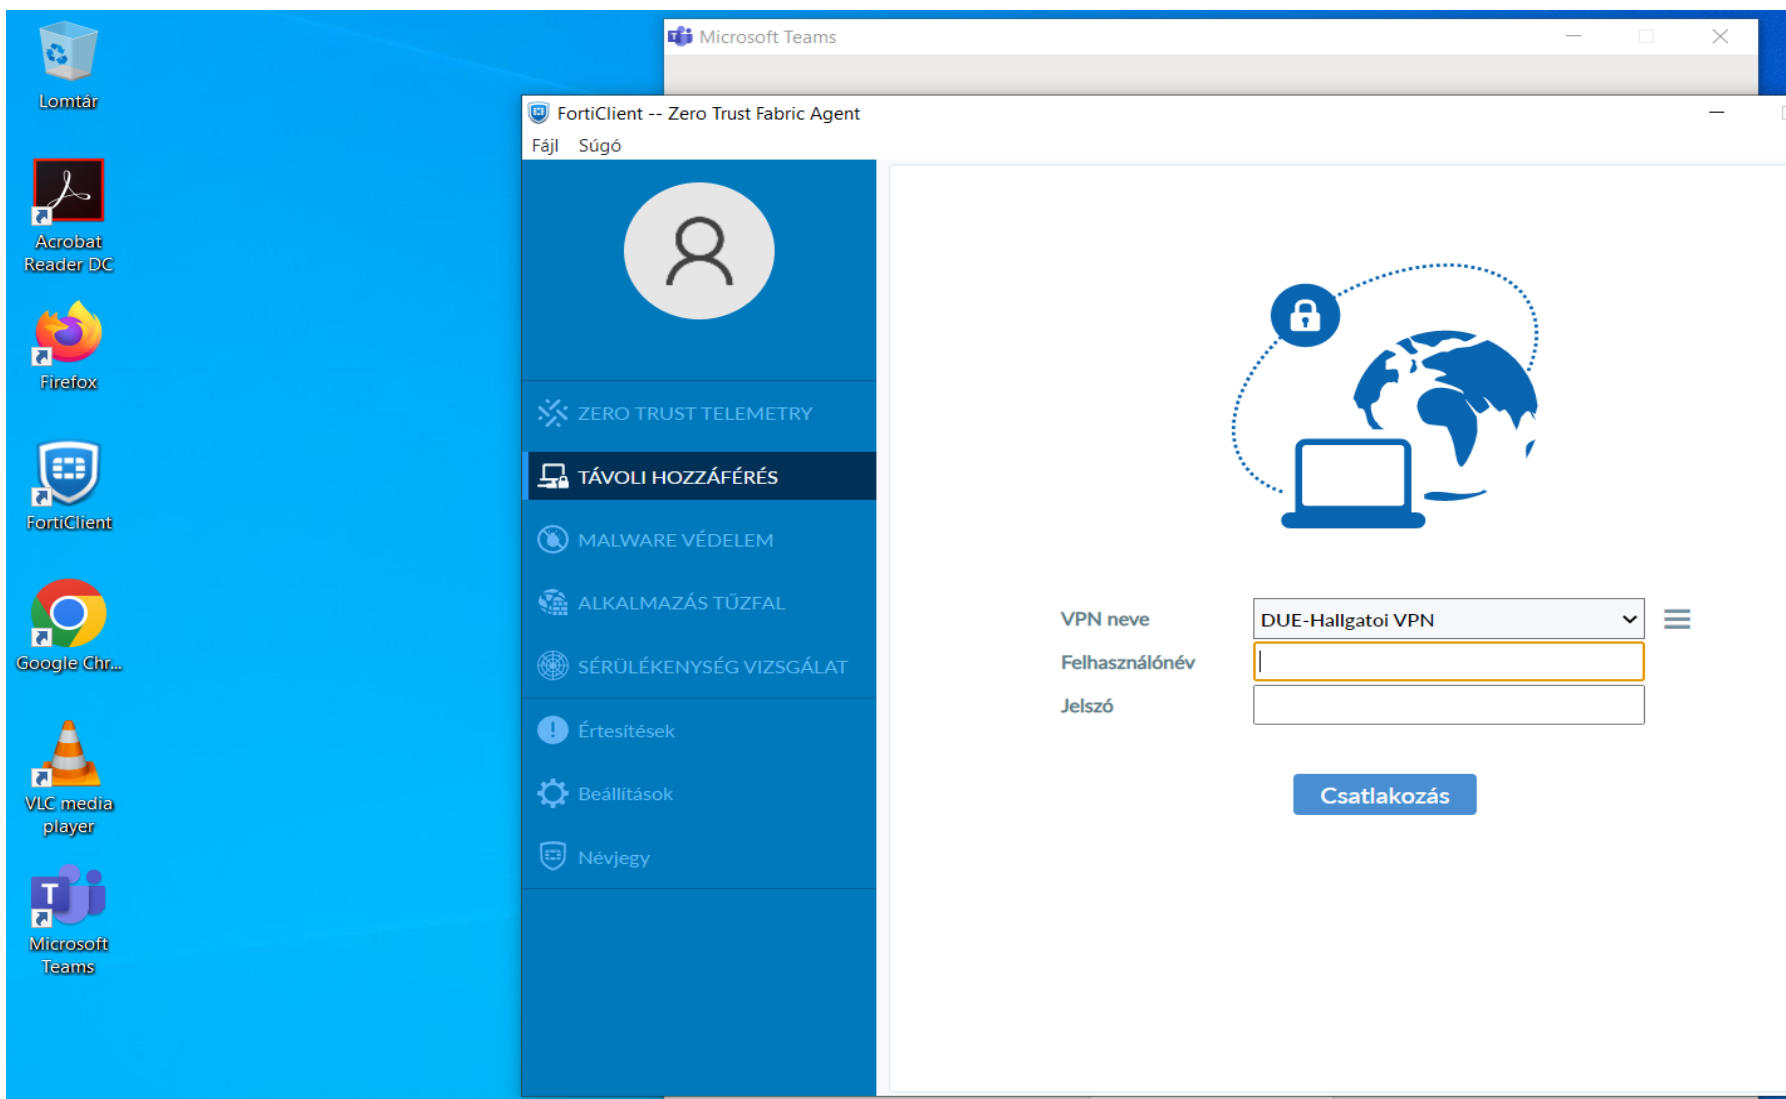 Lomtár
Acrobat
Reader DC
Firefox
FortiClient
Google Chr...
VLC media
player
Microsoft
Teams
Microsoft Teams
FortiClient -- Zero Trust Fabric Agent
Fájl Súgó
ZERO TRUST TELEMETRY
TÁVOLI HOZZÁFÉRÉS
MALWARE VÉDELEM
ALKALMAZÁS TŰZFAL
SÉRÜLÉKENYSÉG VIZSGÁLAT
Értesítések
Beállítások
Névjegy
VPN neve DUE-Hallgatoi VPN
Felhasználónév
Jelszó
Csatlakozás